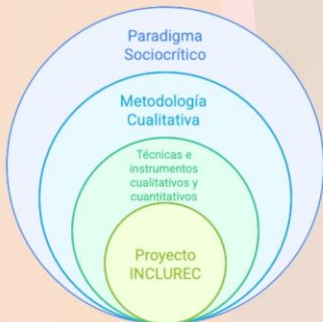 Paradigma
Sociocrítico
Metodología
Cualitativa
Técnicas e
instrumentos
cualitativos y
cuantitativos
Proyecto
INCLUREC